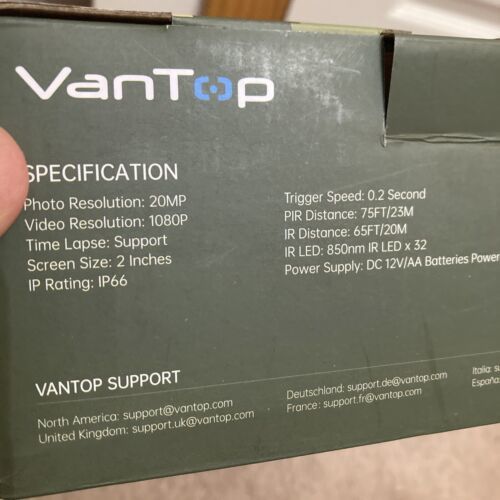 VanTop
SPECIFICATION
Photo Resolution: 20MP
Video Resolution: 1080P
Time Lapse: Support
Screen Size: 2 Inches
IP Rating: IP66
Trigger Speed: 0.2 Second
PIR Distance: 75FT/23M
IR Distance: 65FT/20M
IR LED: 850nm IR LED x 32
Power Supply: DC 12V/AA Batteries Power
VANTOP SUPPORT
North America: support@vantop.com
United Kingdom: support.uk@vantop.com
Deutschland: support.de@vantop.com
France: support.fr@vantop.com
Italia:
España: